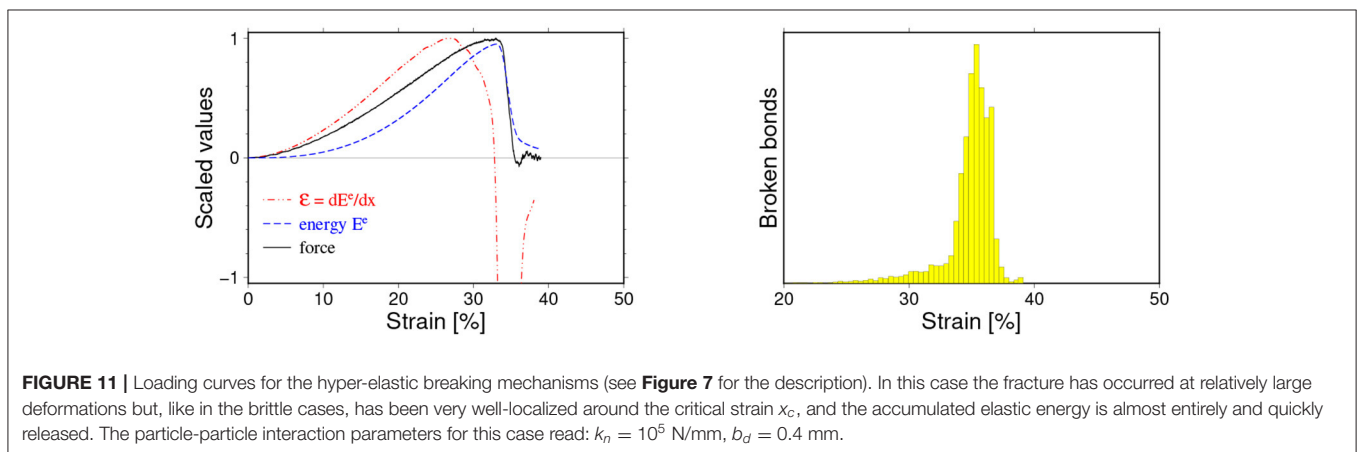 1
0
−1
Scaled values
ε = dEᵉ/dx
energy Eᵉ
force
0 10 20 30 40 50
Strain [%]
Broken bonds
20 30 40 50
Strain [%]
FIGURE 11 | Loading curves for the hyper-elastic breaking mechanisms (see Figure 7 for the description). In this case the fracture has occurred at relatively large
deformations but, like in the brittle cases, has been very well-localized around the critical strain x_c, and the accumulated elastic energy is almost entirely and quickly
released. The particle-particle interaction parameters for this case read: kₙ = 10⁵ N/mm, b_d = 0.4 mm.